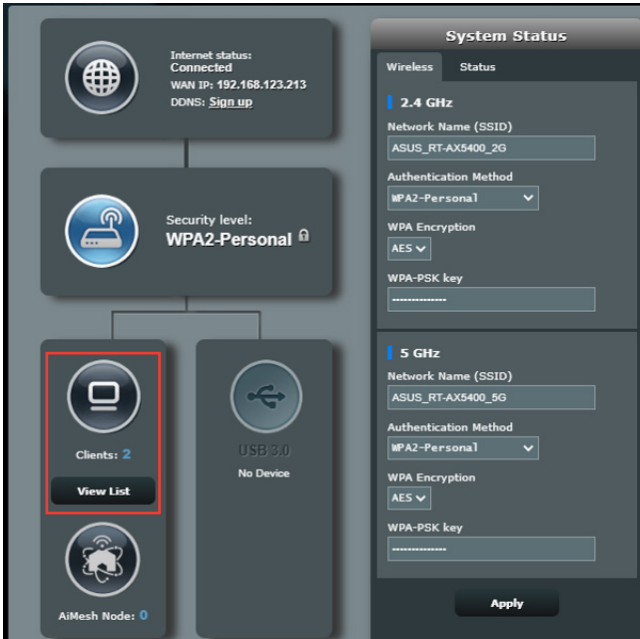 Internet status:
Connected
WAN IP: 192.168.123.213
DDNS: Sign up
Security level:
WPA2-Personal
Clients: 2
View List
AiMesh Node: 0
USB 3.0
No Device
System Status
Wireless Status
2.4 GHz
Network Name (SSID)
ASUS_RT-AX5400_2G
Authentication Method
WPA2-Personal
WPA Encryption
AES
WPA-PSK key
--------------
5 GHz
Network Name (SSID)
ASUS_RT-AX5400_5G
Authentication Method
WPA2-Personal
WPA Encryption
AES
WPA-PSK key
--------------
Apply